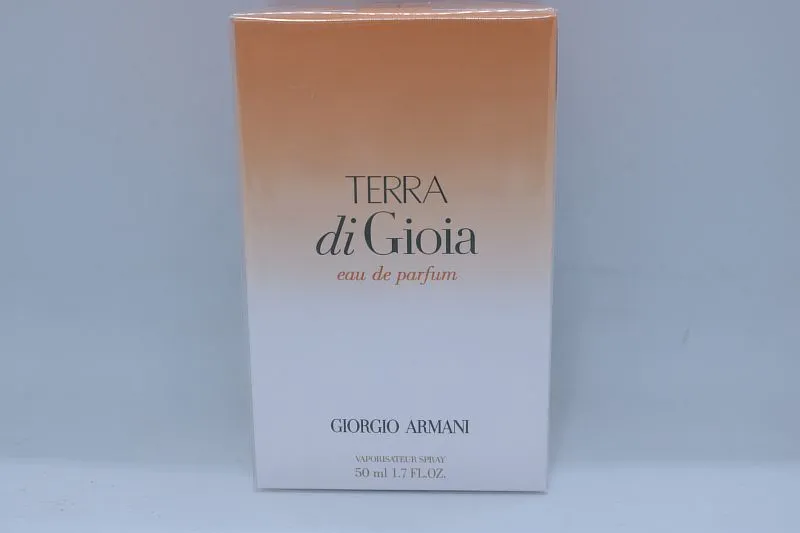 TERRA
di Gioia
eau de parfum
GIORGIO ARMANI
VAPORISATEUR SPRAY
50 ml 1.7 FL.OZ.